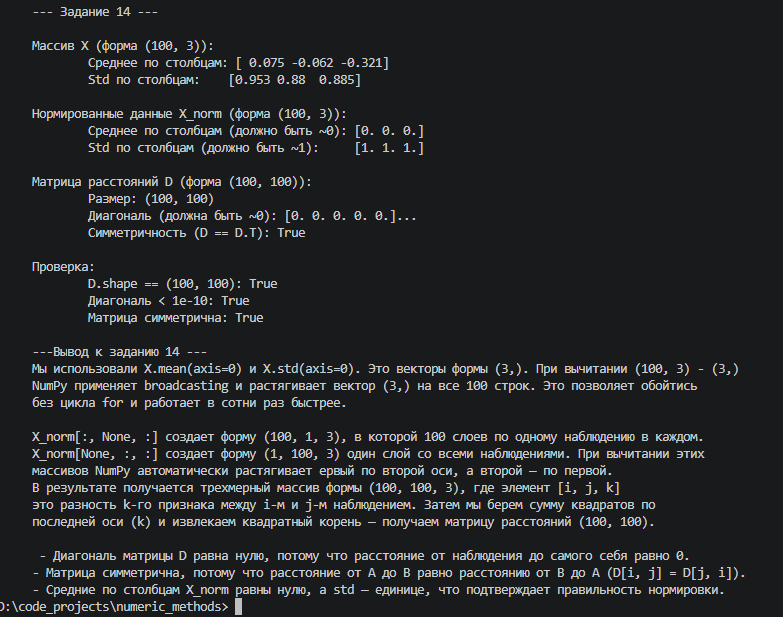 --- Задание 14 ---
Массив X (форма (100, 3)):
Среднее по столбцам: [ 0.075 -0.062 -0.321]
Std по столбцам: [0.953 0.88 0.885]
Нормированные данные X_norm (форма (100, 3)):
Среднее по столбцам (должно быть ~0): [0. 0. 0.]
Std по столбцам (должно быть ~1): [1. 1. 1.]
Матрица расстояний D (форма (100, 100)):
Размер: (100, 100)
Диагональ (должна быть ~0): [0. 0. 0. 0. 0.]...
Симметричность (D == D.T): True
Проверка:
D.shape == (100, 100): True
Диагональ < 1e-10: True
Матрица симметрична: True
---Вывод к заданию 14 ---
Мы использовали X.mean(axis=0) и X.std(axis=0). Это векторы формы (3,). При вычитании (100, 3) - (3,)
NumPy применяет broadcasting и растягивает вектор (3,) на все 100 строк. Это позволяет обойтись
без цикла for и работает в сотни раз быстрее.
X_norm[:, None, :] создает форму (100, 1, 3), в которой 100 слоев по одному наблюдению в каждом.
X_norm[None, :, :] создает форму (1, 100, 3) один слой со всеми наблюдениями. При вычитании этих
массивов NumPy автоматически растягивает ервый по второй оси, а второй — по первой.
В результате получается трехмерный массив формы (100, 100, 3), где элемент [i, j, k]
это разность k-го признака между i-м и j-м наблюдением. Затем мы берем сумму квадратов по
последней оси (k) и извлекаем квадратный корень — получаем матрицу расстояний (100, 100).
- Диагональ матрицы D равна нулю, потому что расстояние от наблюдения до самого себя равно 0.
- Матрица симметрична, потому что расстояние от A до B равно расстоянию от B до A (D[i, j] = D[j, i]).
- Средние по столбцам X_norm равны нулю, а std — единице, что подтверждает правильность нормировки.
D:\code_projects\numeric_methods>